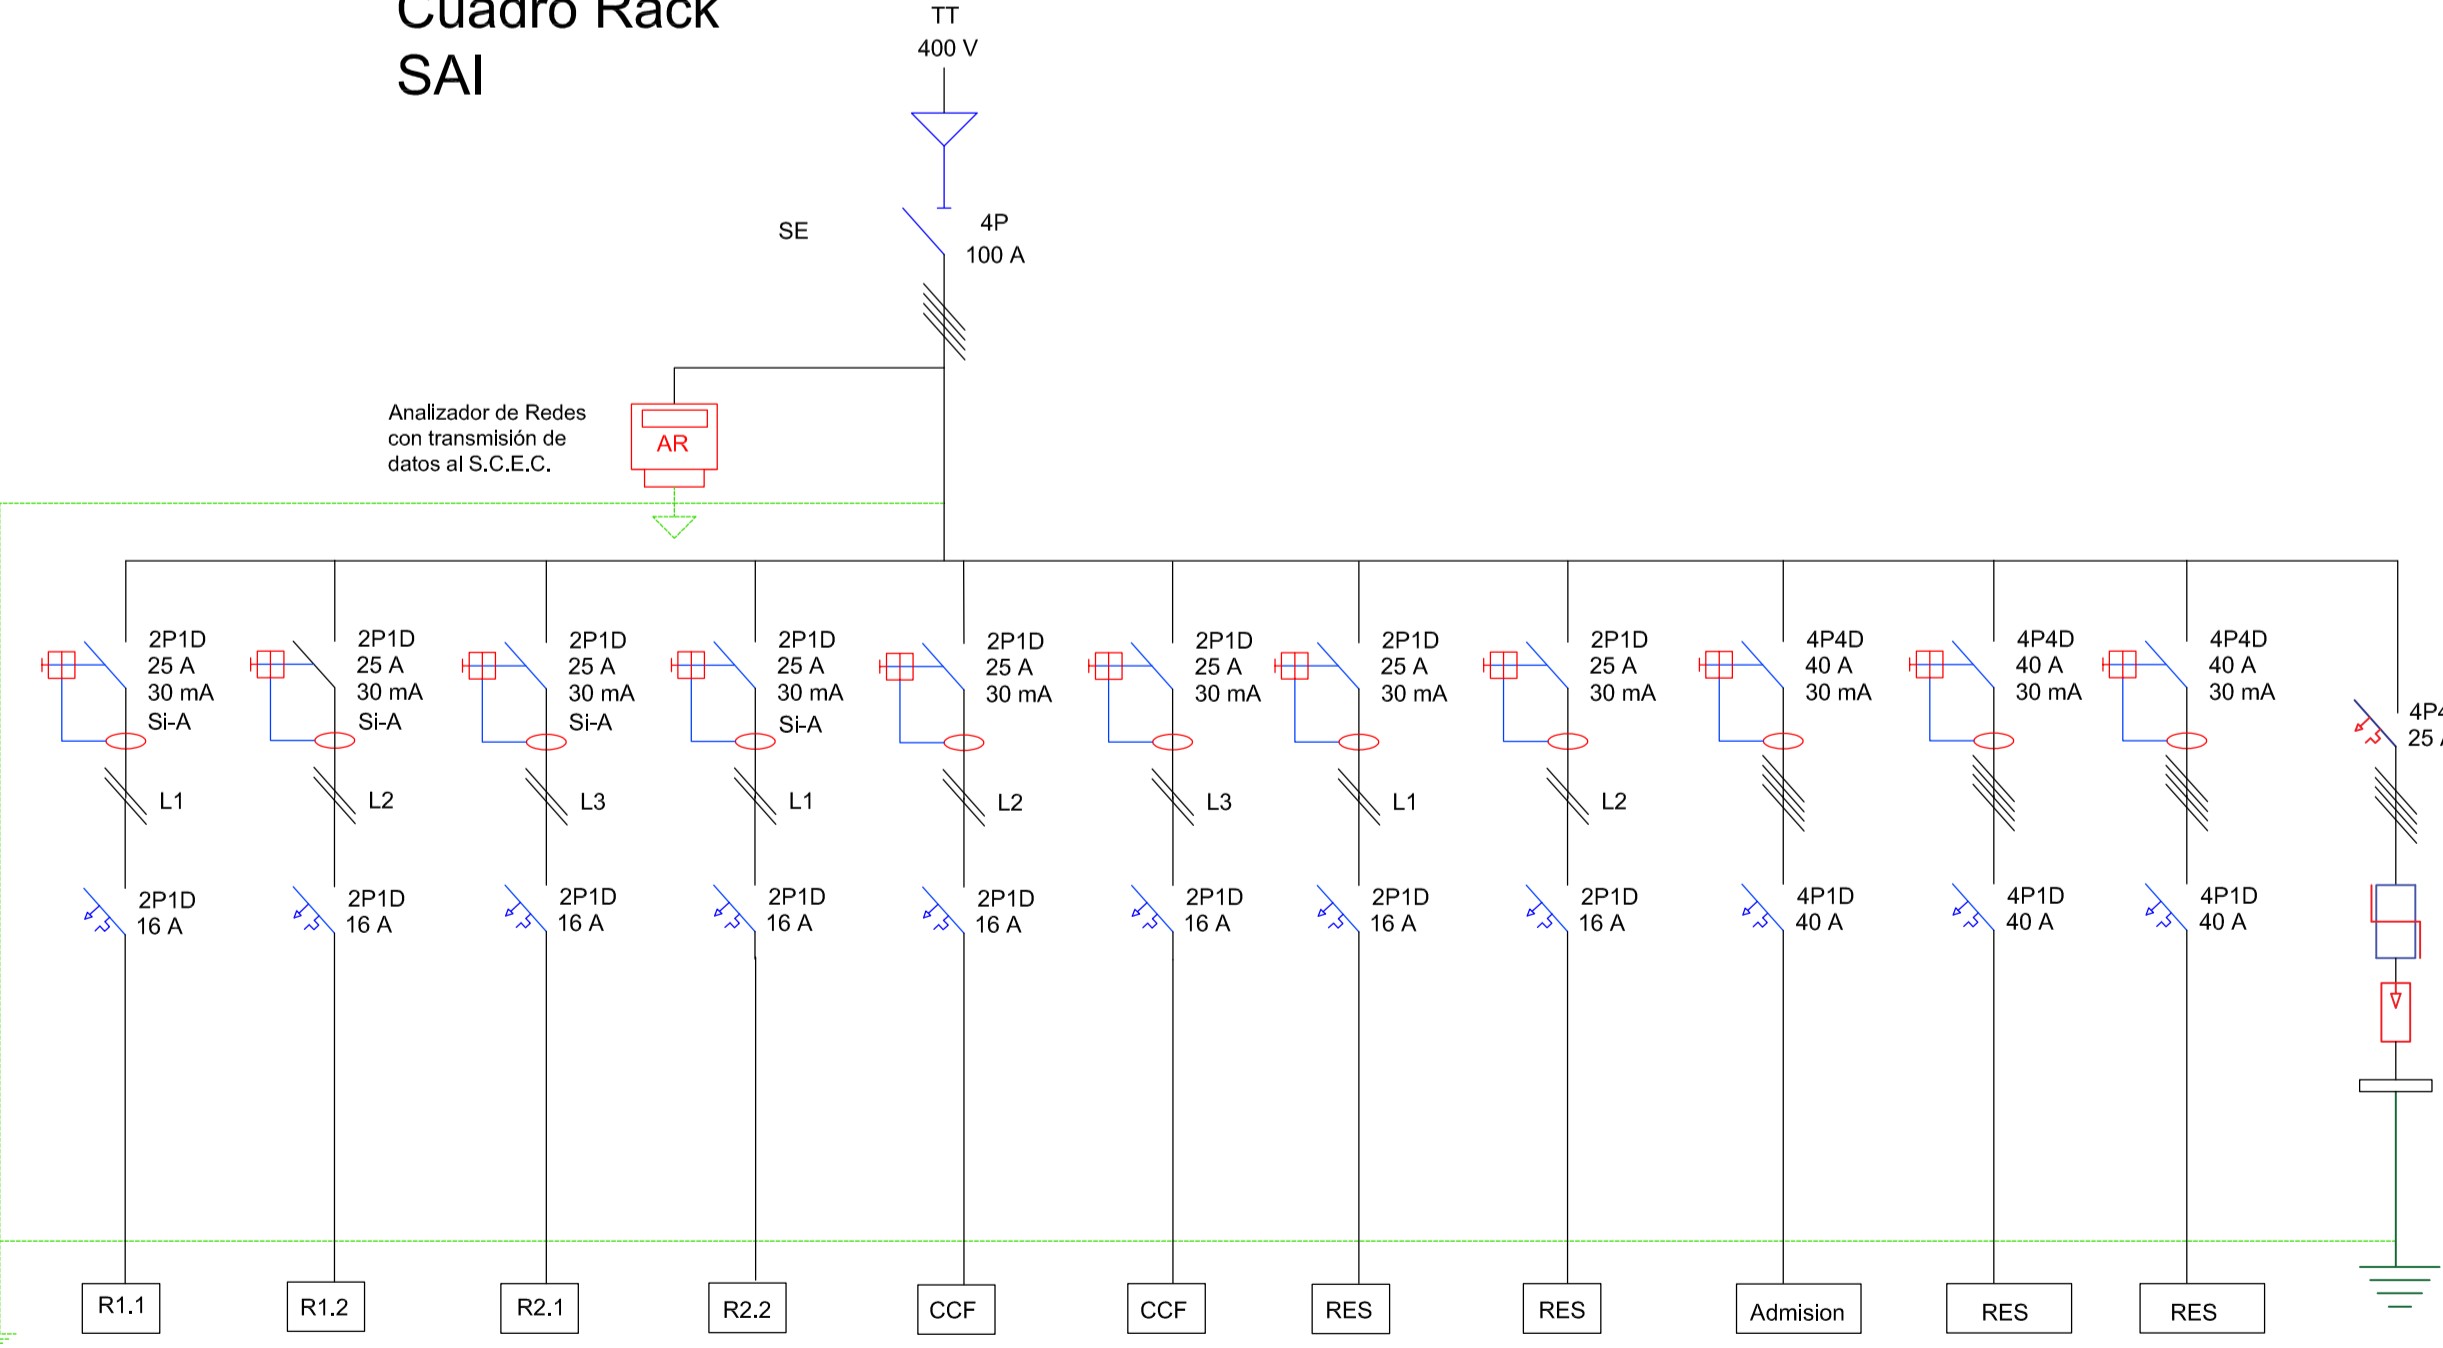 Cuadro Rack
SAI
TT
400 V
SE
4P
100 A
Analizador de Redes
con transmisión de
datos al S.C.E.C.
AR
2P1D
25 A
30 mA
Si-A
2P1D
25 A
30 mA
Si-A
2P1D
25 A
30 mA
Si-A
2P1D
25 A
30 mA
Si-A
2P1D
25 A
30 mA
2P1D
25 A
30 mA
2P1D
25 A
30 mA
2P1D
25 A
30 mA
4P4D
40 A
30 mA
4P4D
40 A
30 mA
4P4D
40 A
30 mA
25 A
L1
L2
L3
L1
L2
L3
L1
L2
2P1D
16 A
2P1D
16 A
2P1D
16 A
2P1D
16 A
2P1D
16 A
2P1D
16 A
2P1D
16 A
2P1D
16 A
4P1D
40 A
4P1D
40 A
4P1D
40 A
R1.1
R1.2
R2.1
R2.2
CCF
CCF
RES
RES
Admision
RES
RES